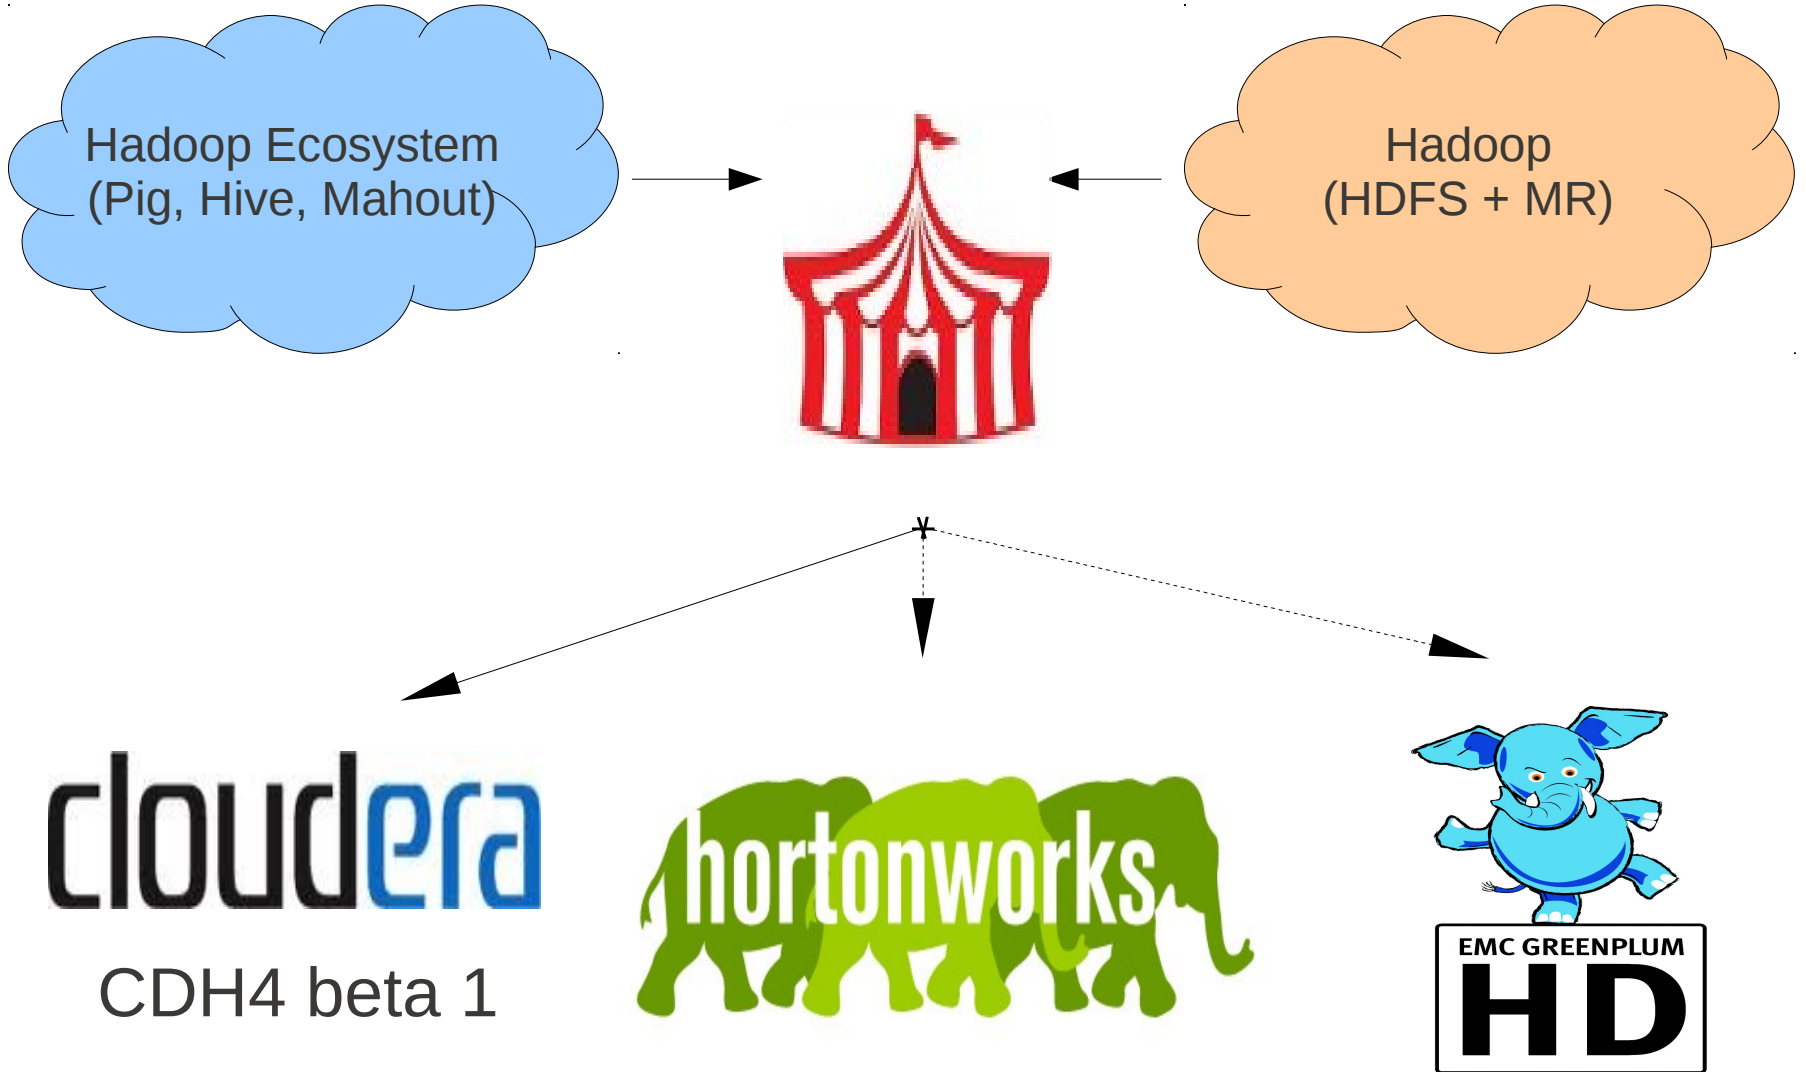 Hadoop Ecosystem
(Pig, Hive, Mahout)
Hadoop
(HDFS + MR)
cloudera
CDH4 beta 1
hortonworks
EMC GREENPLUM
HD